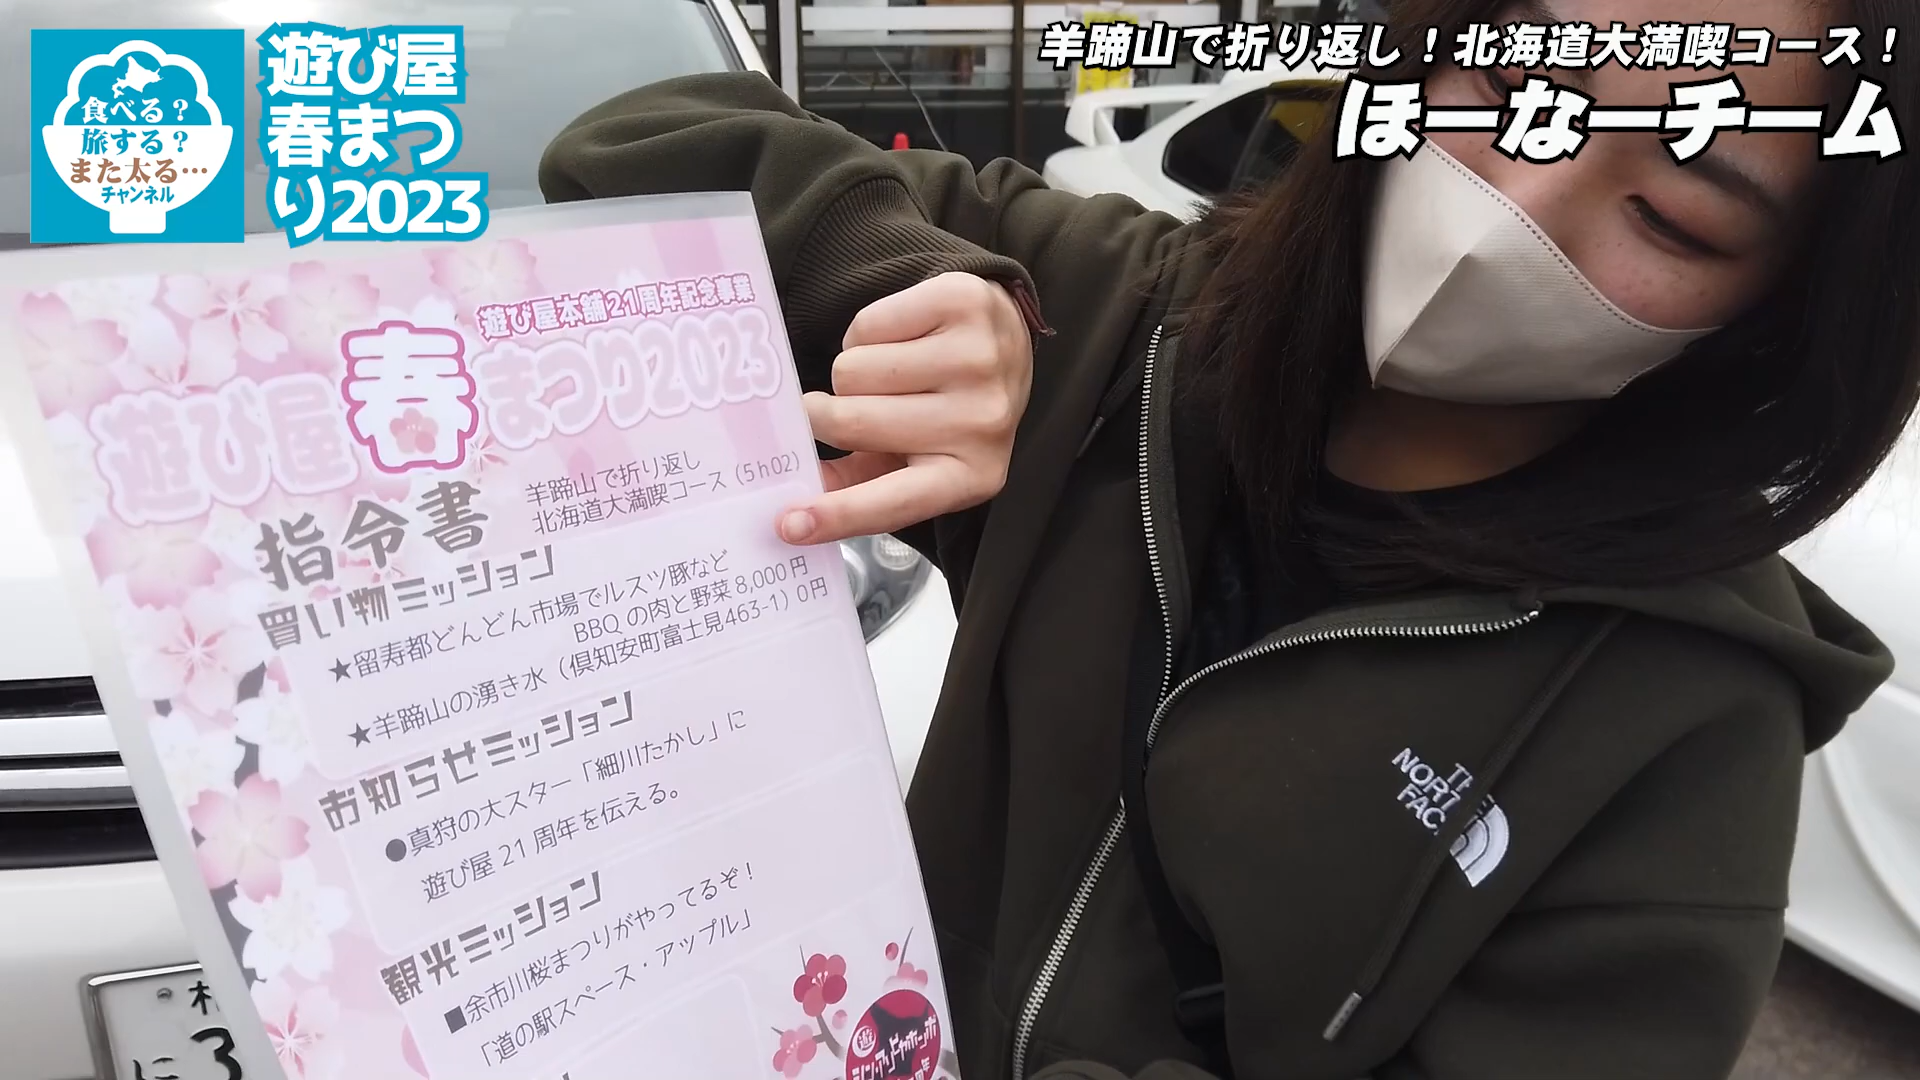 食べる？
旅する？
また太る…
チャンネル
遊び屋
春まつ
り2023
羊蹄山で折り返し！北海道大満喫コース！
ほーなーチーム
遊び屋本舗21周年記念事業
遊び屋春まつり2023
指令書
羊蹄山で折り返し
北海道大満喫コース（5h02）
買い物ミッション
★留寿都どんどん市場でルスツ豚など
BBQの肉と野菜8,000円
★羊蹄山の湧き水（倶知安町富士見463-1）0円
お知らせミッション
●真狩の大スター「細川たかし」に
遊び屋21周年を伝える。
観光ミッション
■余市川桜まつりがやってるぞ！
「道の駅スペース・アップル」
THE
NORT
FAC
に 3